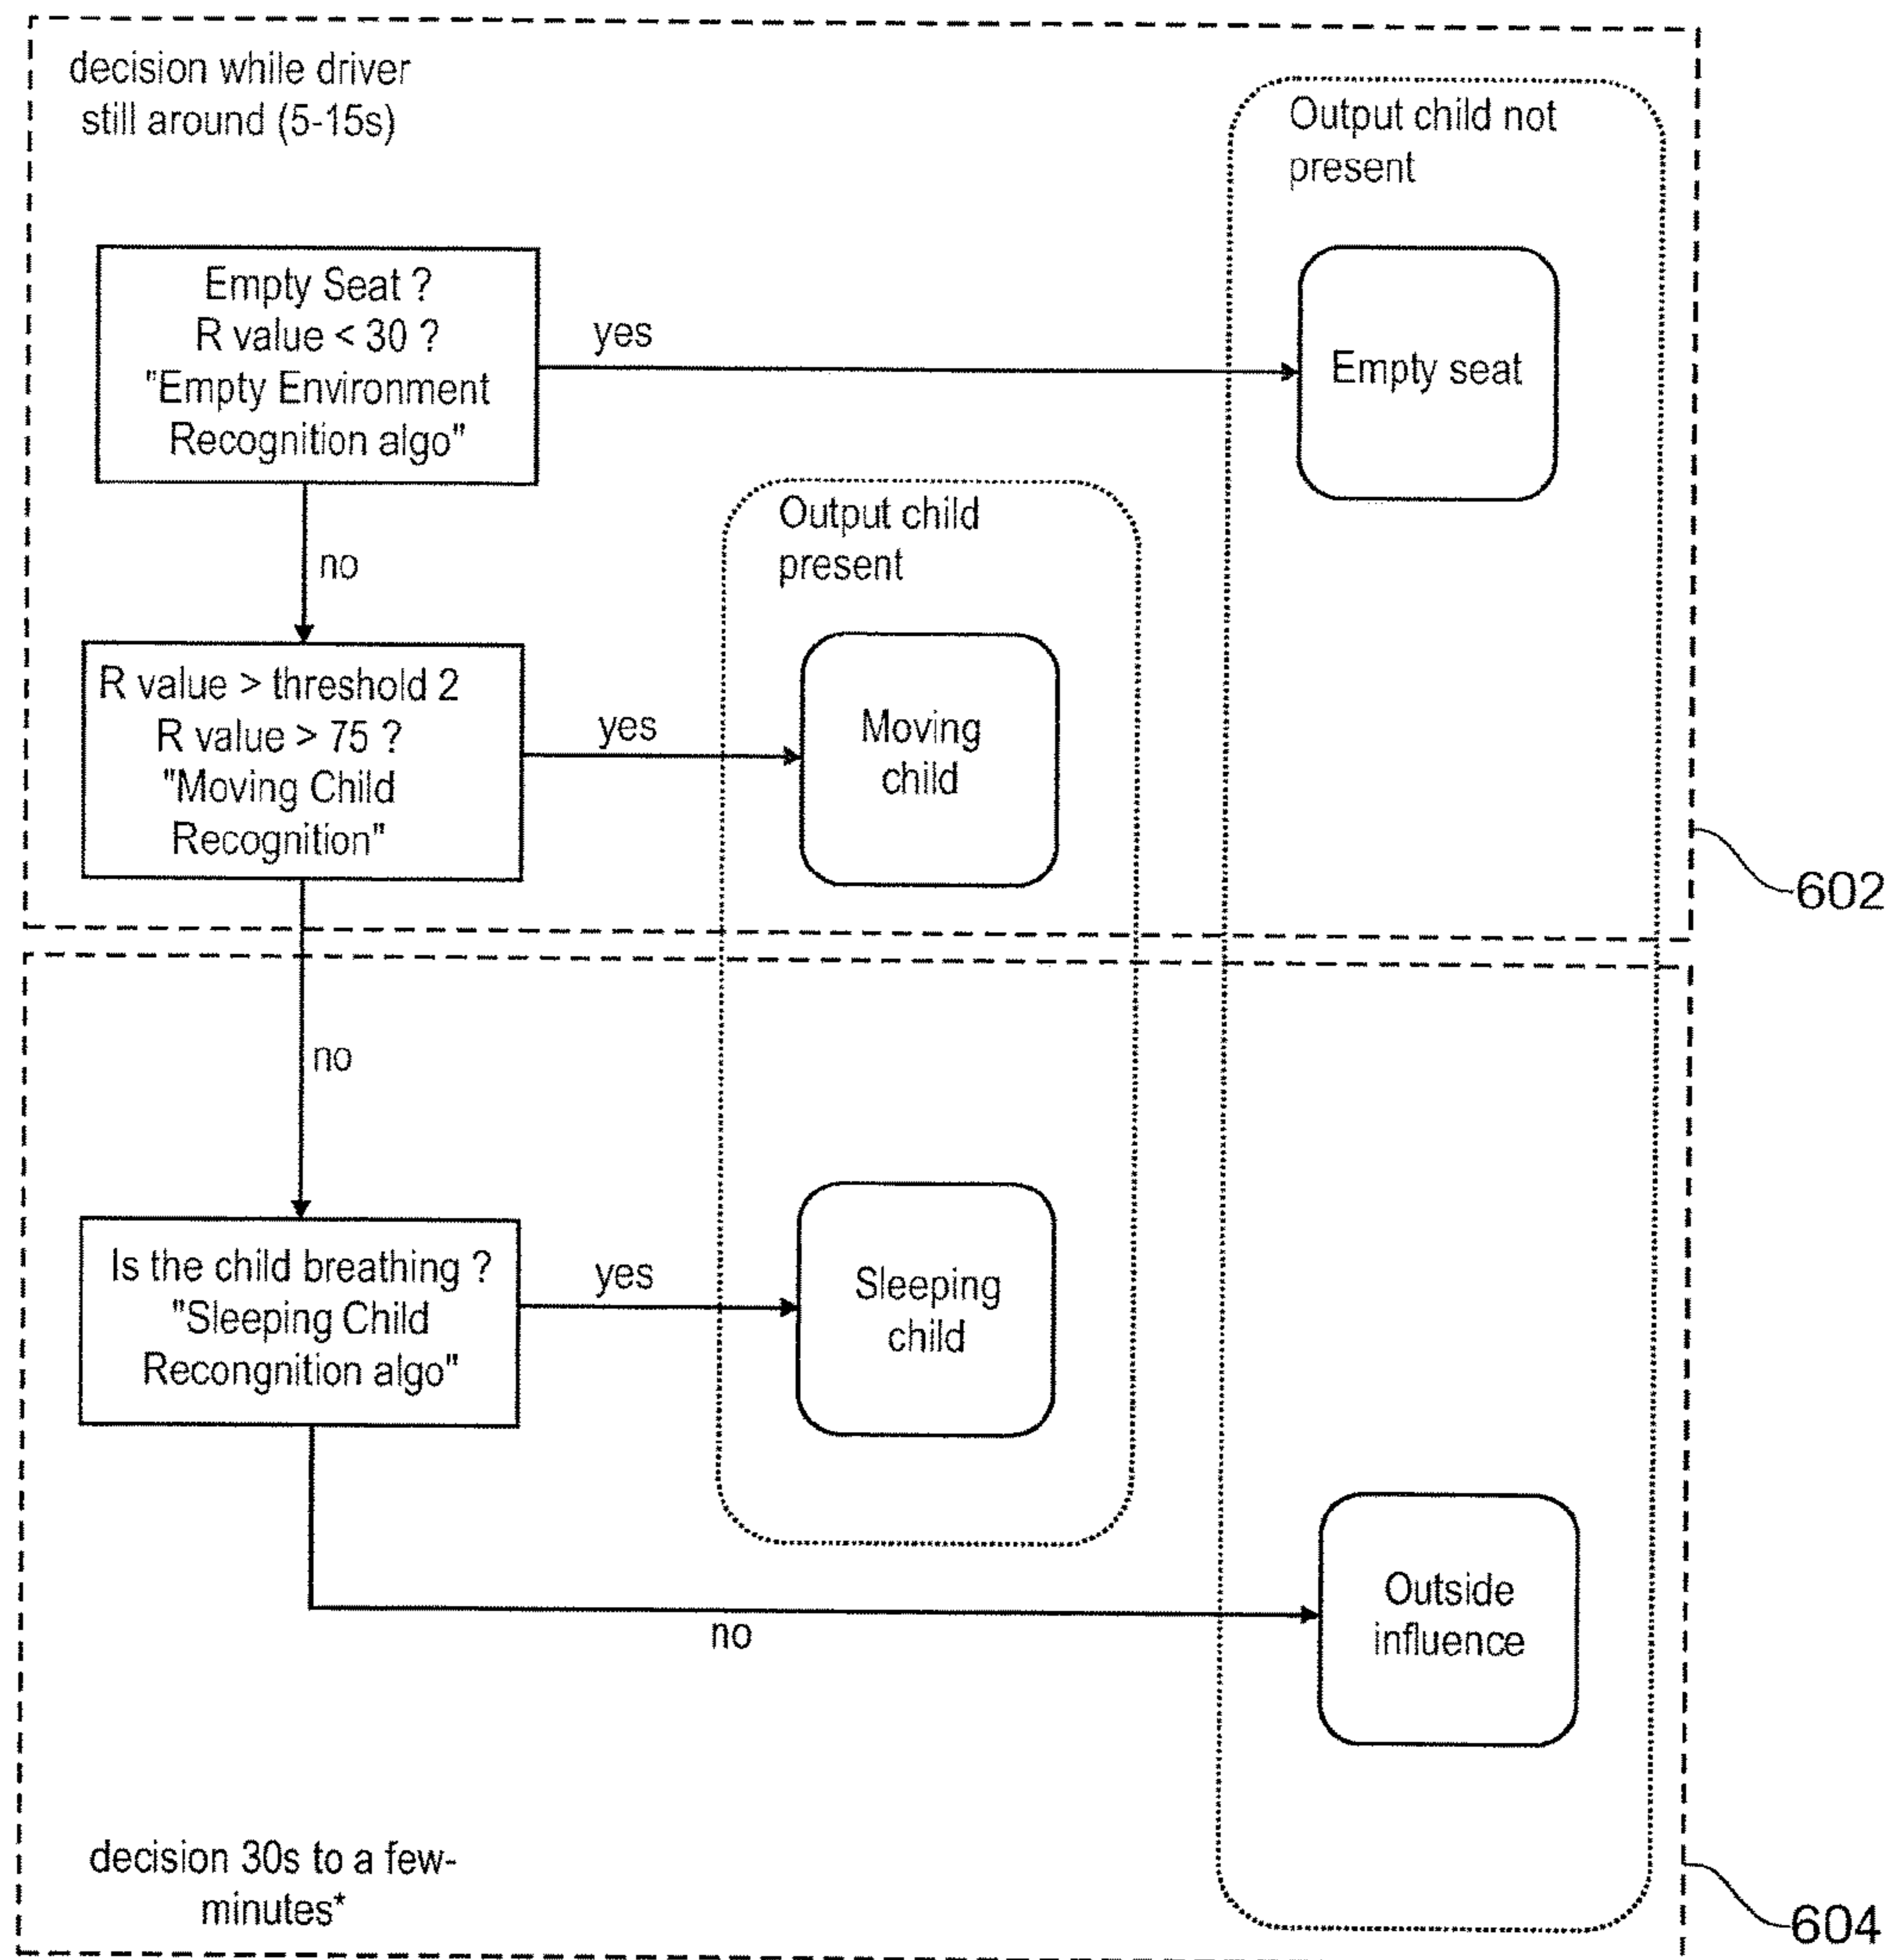 decision while driver
still around (5-15s)
Output child not
present
Empty Seat ?
R value < 30 ?
"Empty Environment
Recognition algo"
yes
Empty seat
no
Output child
present
R value > threshold 2
R value > 75 ?
"Moving Child
Recognition"
yes
Moving
child
602
no
Is the child breathing ?
"Sleeping Child
Recongnition algo"
yes
Sleeping
child
no
Outside
influence
decision 30s to a few-
minutes*
604